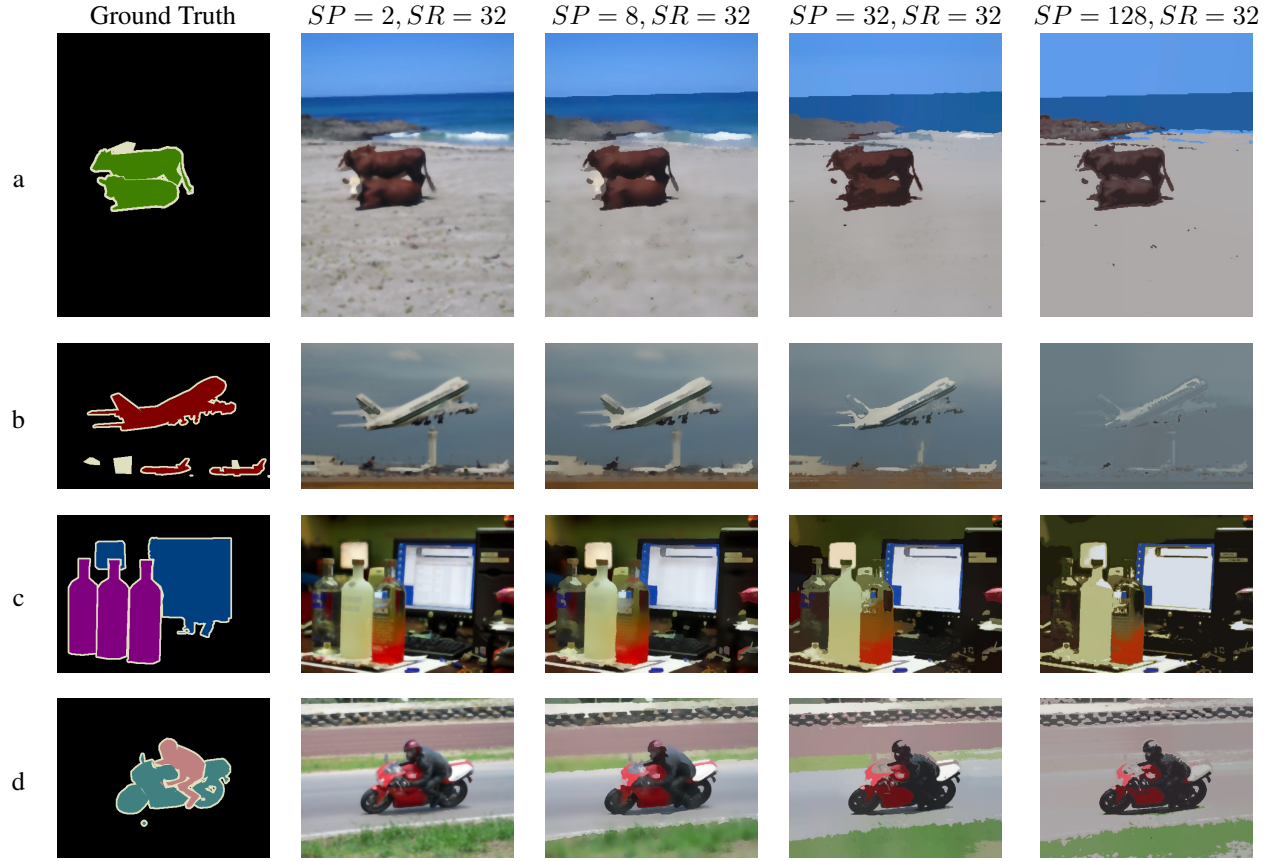 Ground Truth
SP = 2, SR = 32
SP = 8, SR = 32
SP = 32, SR = 32
SP = 128, SR = 32
a
b
c
d